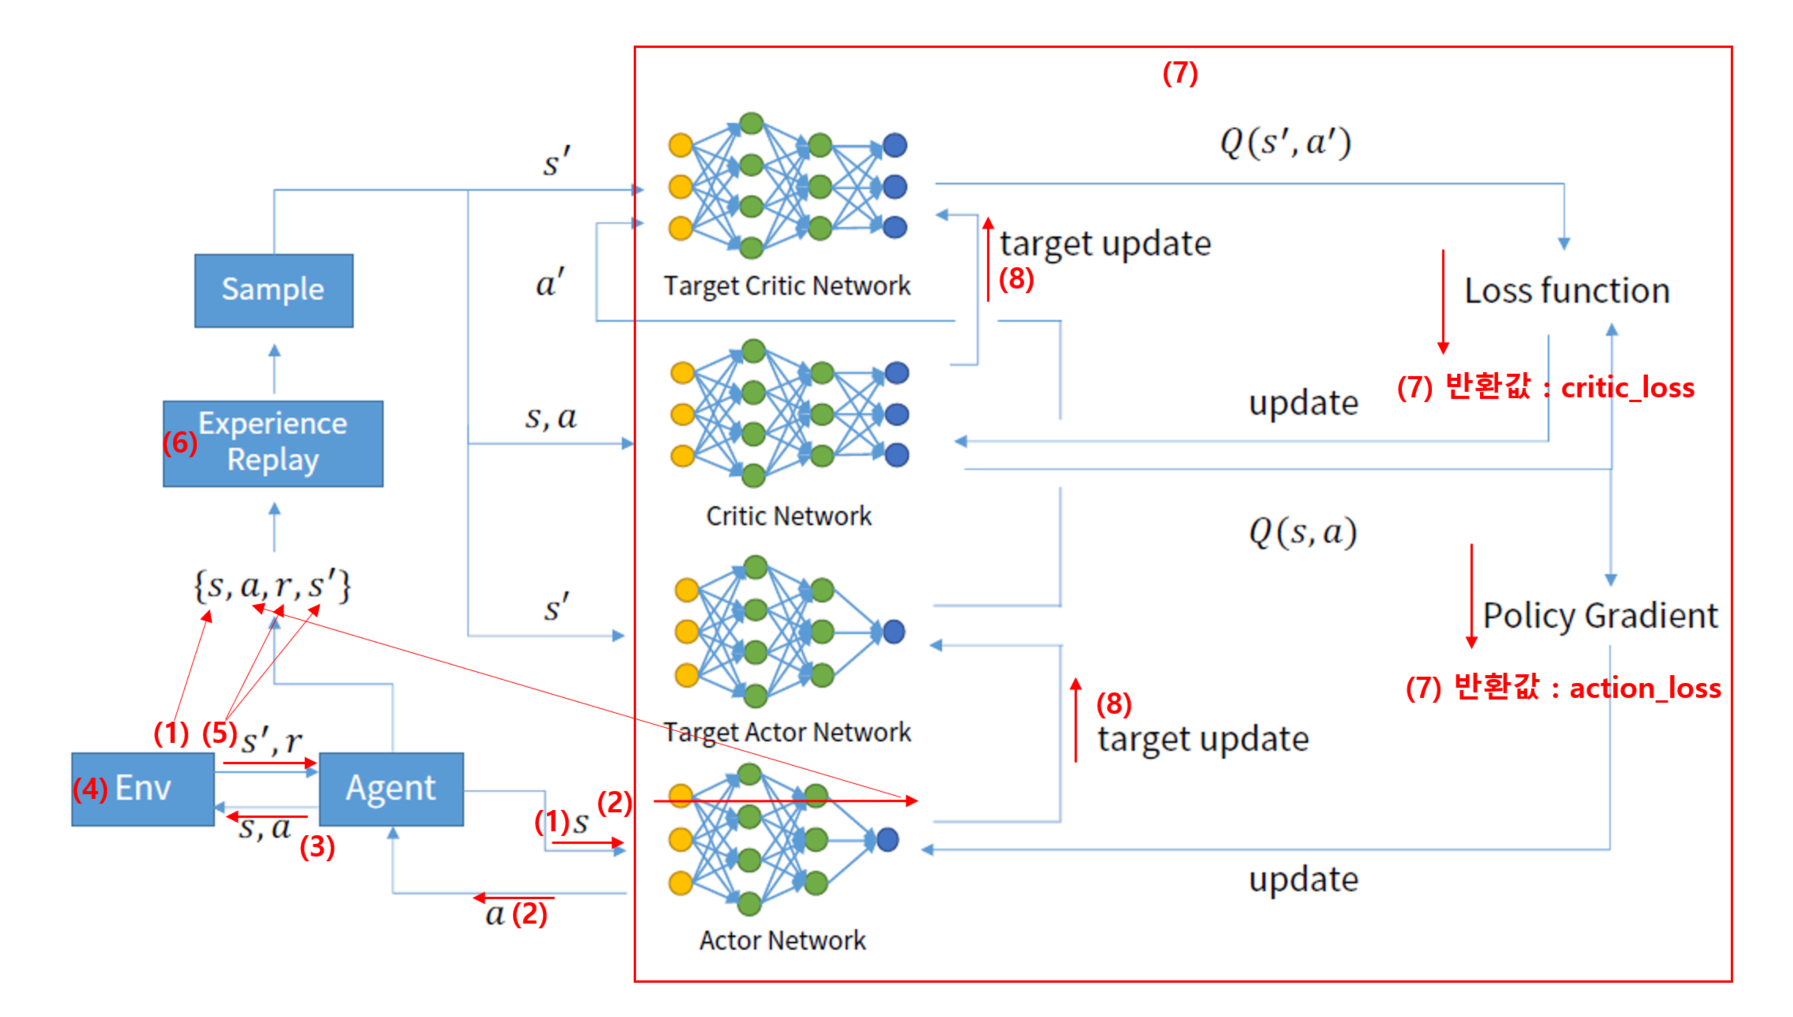 (7)
Q(s′, a′)
s′
target update
(8)
Sample
a′
Target Critic Network
Loss function
(7) 반환값 : critic_loss
update
(6)
Experience
Replay
s, a
Critic Network
Q(s, a)
{s, a, r, s′}
s′
Policy Gradient
(7) 반환값 : action_loss
(8)
target update
Target Actor Network
(1)
(5)
s′, r
(4)
Env
Agent
(2)
(1)
s
s, a
(3)
a
(2)
update
Actor Network